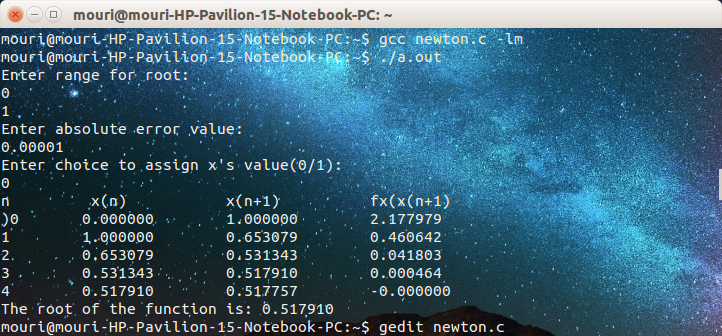 mouri@mouri-HP-Pavilion-15-Notebook-PC: ~
mouri@mouri-HP-Pavilion-15-Notebook-PC:~$ gcc newton.c -lm
mouri@mouri-HP-Pavilion-15-Notebook-PC:~$ ./a.out
Enter range for root:
0
1
Enter absolute error value:
0.00001
Enter choice to assign x's value(0/1):
0
n x(n) x(n+1) fx(x(n+1)
)0 0.000000 1.000000 2.177979
1 1.000000 0.653079 0.460642
2 0.653079 0.531343 0.041803
3 0.531343 0.517910 0.000464
4 0.517910 0.517757 -0.000000
The root of the function is: 0.517910
mouri@mouri-HP-Pavilion-15-Notebook-PC:~$ gedit newton.c